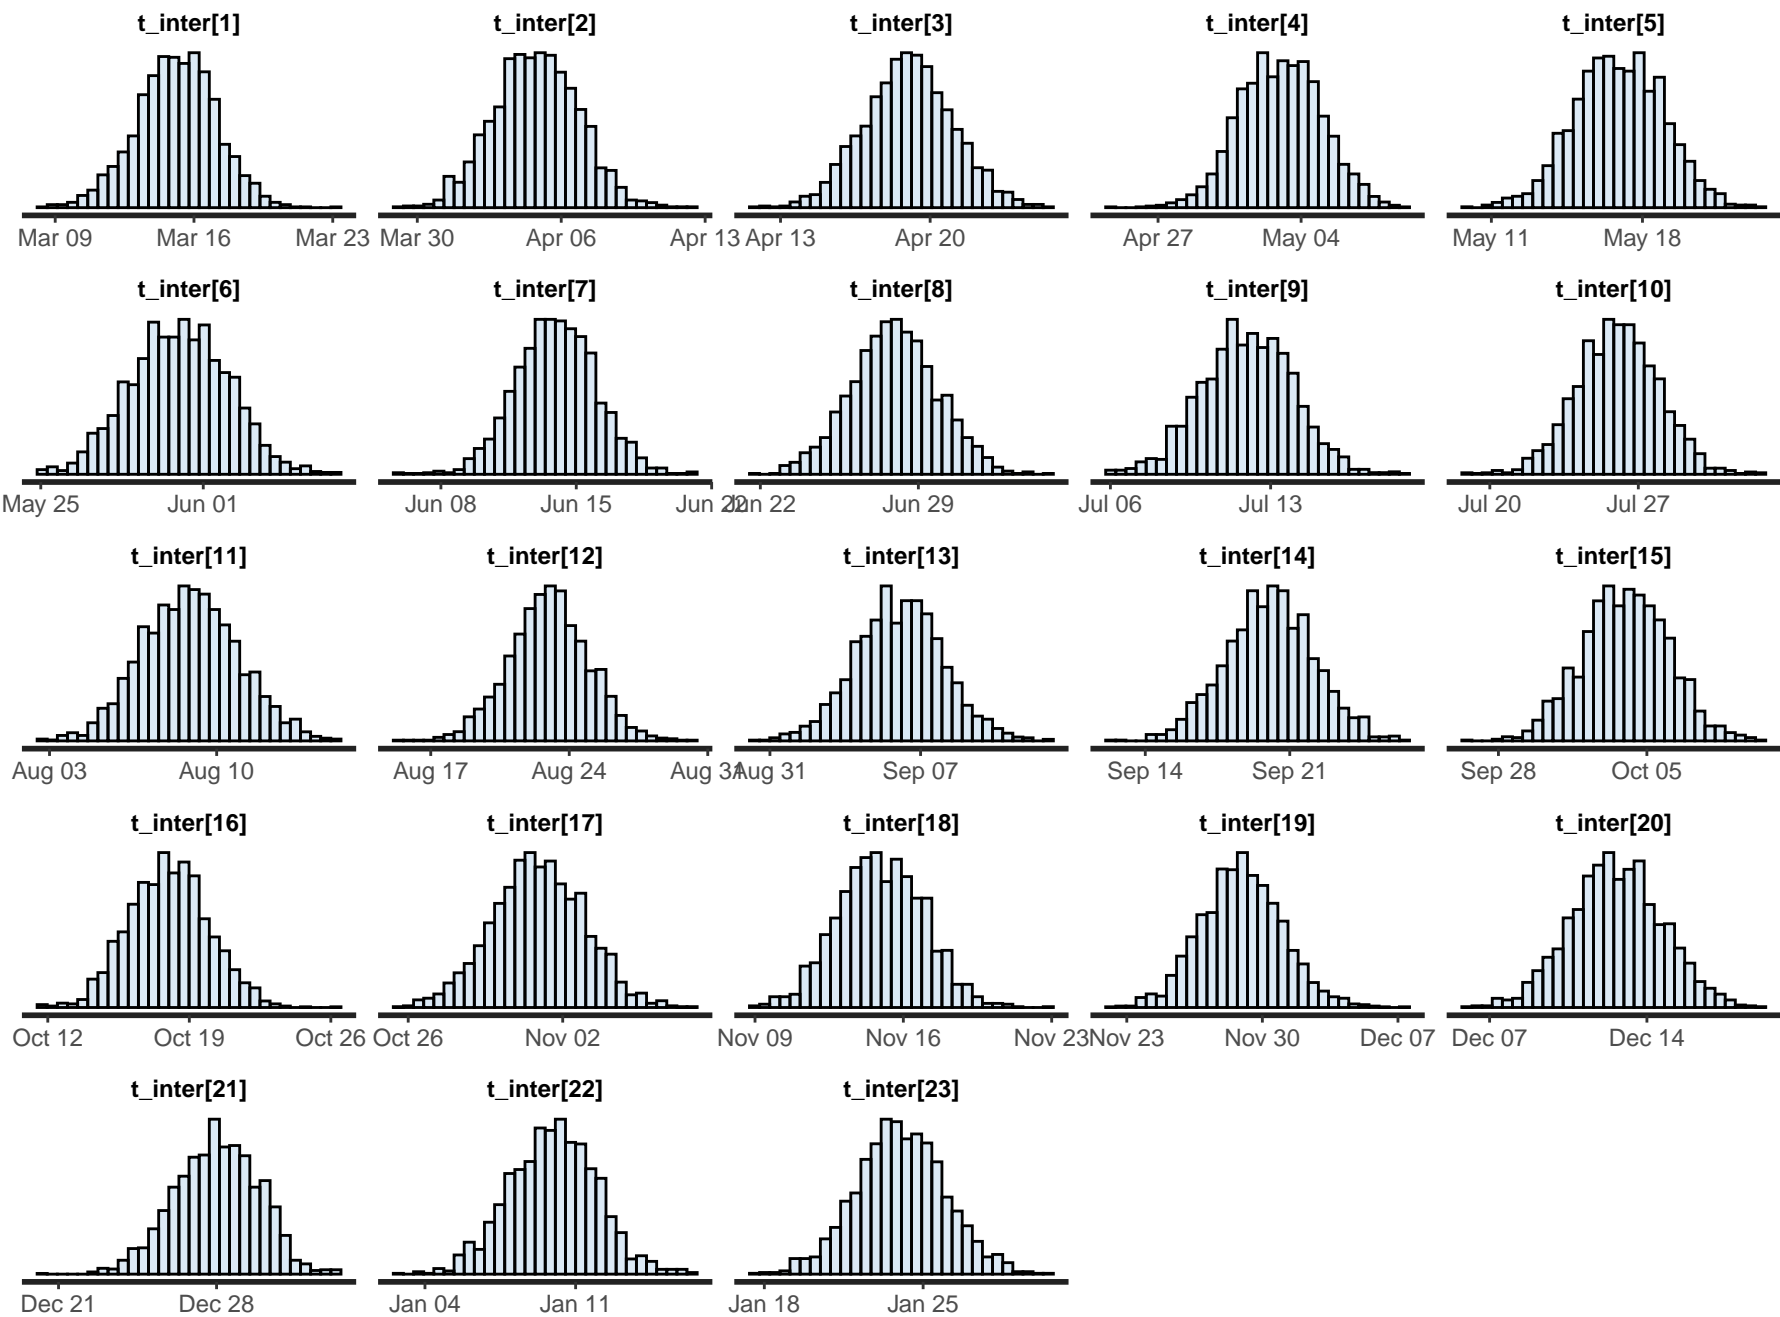 t_inter[1] t_inter[2] t_inter[3] t_inter[4] t_inter[5]
Mar 09 Mar 16 Mar 23 Mar 30 Apr 06 Apr 13 Apr 13 Apr 20 Apr 27 May 04 May 11 May 18
t_inter[6] t_inter[7] t_inter[8] t_inter[9] t_inter[10]
May 25 Jun 01 Jun 08 Jun 15 Jun 22 Jun 22 Jun 29 Jul 06 Jul 13 Jul 20 Jul 27
t_inter[11] t_inter[12] t_inter[13] t_inter[14] t_inter[15]
Aug 03 Aug 10 Aug 17 Aug 24 Aug 31 Aug 31 Sep 07 Sep 14 Sep 21 Sep 28 Oct 05
t_inter[16] t_inter[17] t_inter[18] t_inter[19] t_inter[20]
Oct 12 Oct 19 Oct 26 Oct 26 Nov 02 Nov 09 Nov 16 Nov 23 Nov 23 Nov 30 Dec 07 Dec 07 Dec 14
t_inter[21] t_inter[22] t_inter[23]
Dec 21 Dec 28 Jan 04 Jan 11 Jan 18 Jan 25